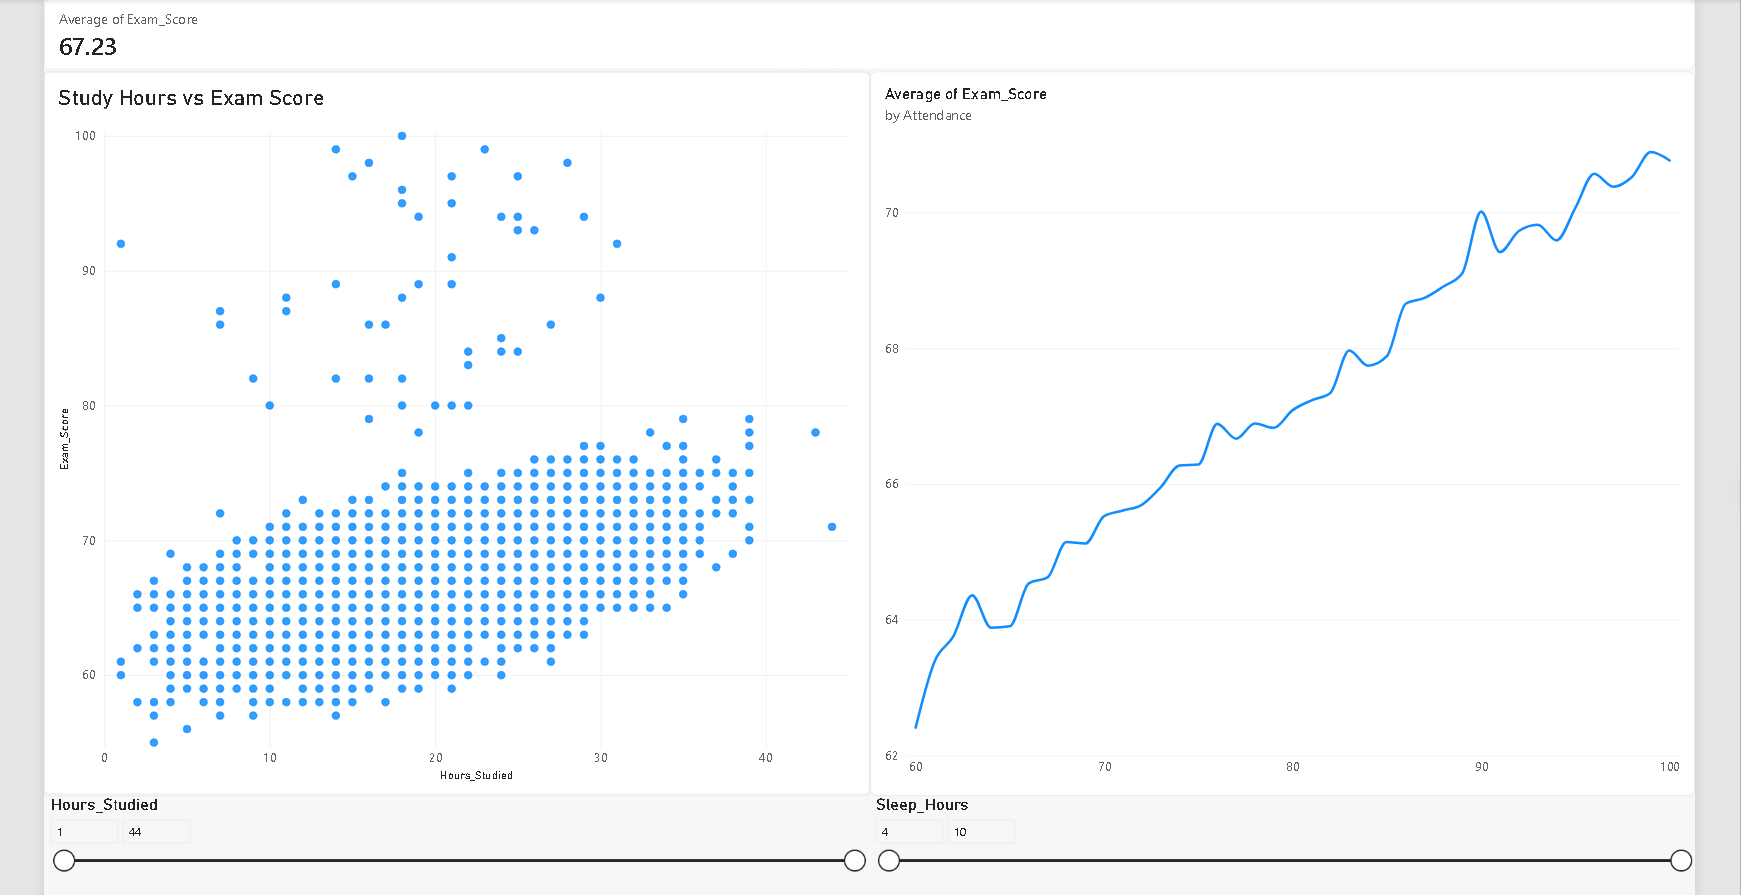 Average of Exam_Score
67.23
Study Hours vs Exam Score
100
90
80
70
60
Exam_Score
0 10 20 30 40
Hours_Studied
Average of Exam_Score
by Attendance
70
68
66
64
62
60 70 80 90 100
Hours_Studied
1 44
Sleep_Hours
4 10